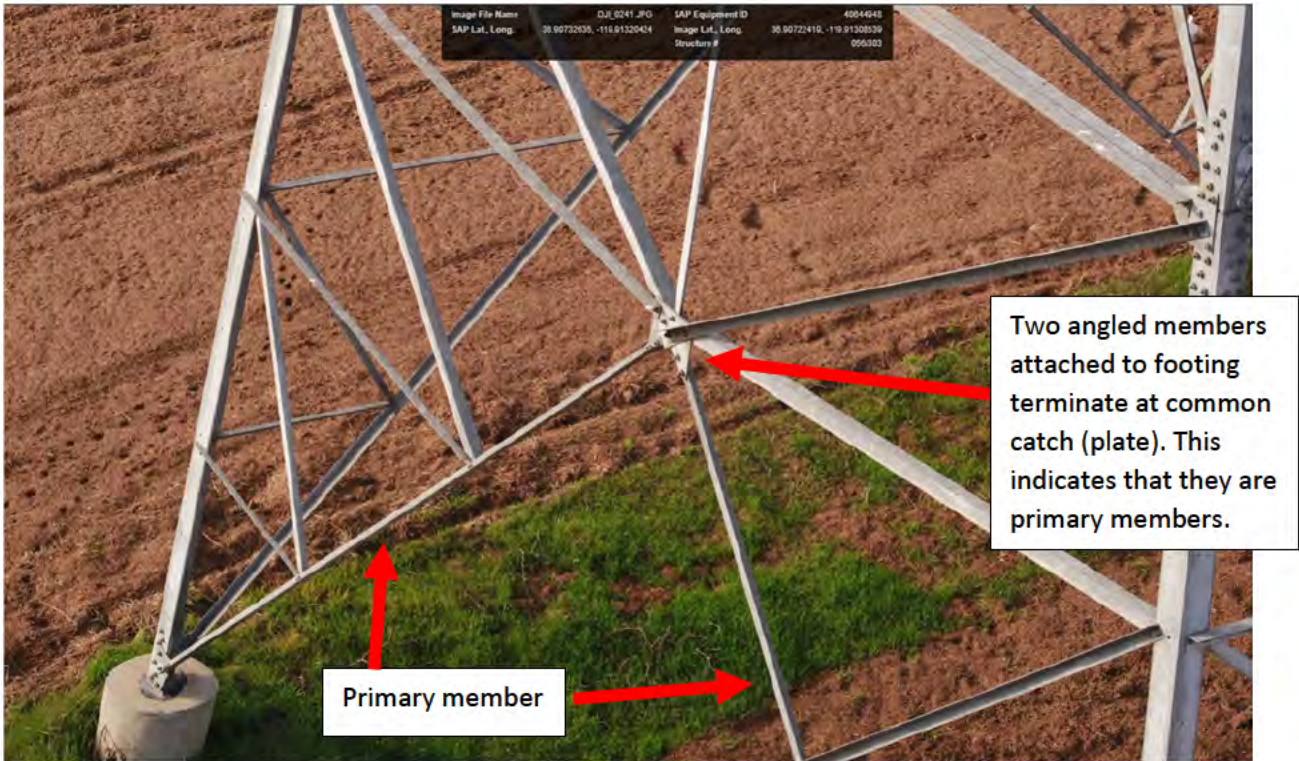 Image File Name DJI_0241.JPG SAP Equipment ID 40644948
SAP Lat., Long. 36.90732635, -119.91320424 Image Lat., Long. 36.90722419, -119.91308539
Structure # 056/303
Two angled members
attached to footing
terminate at common
catch (plate). This
indicates that they are
primary members.
Primary member